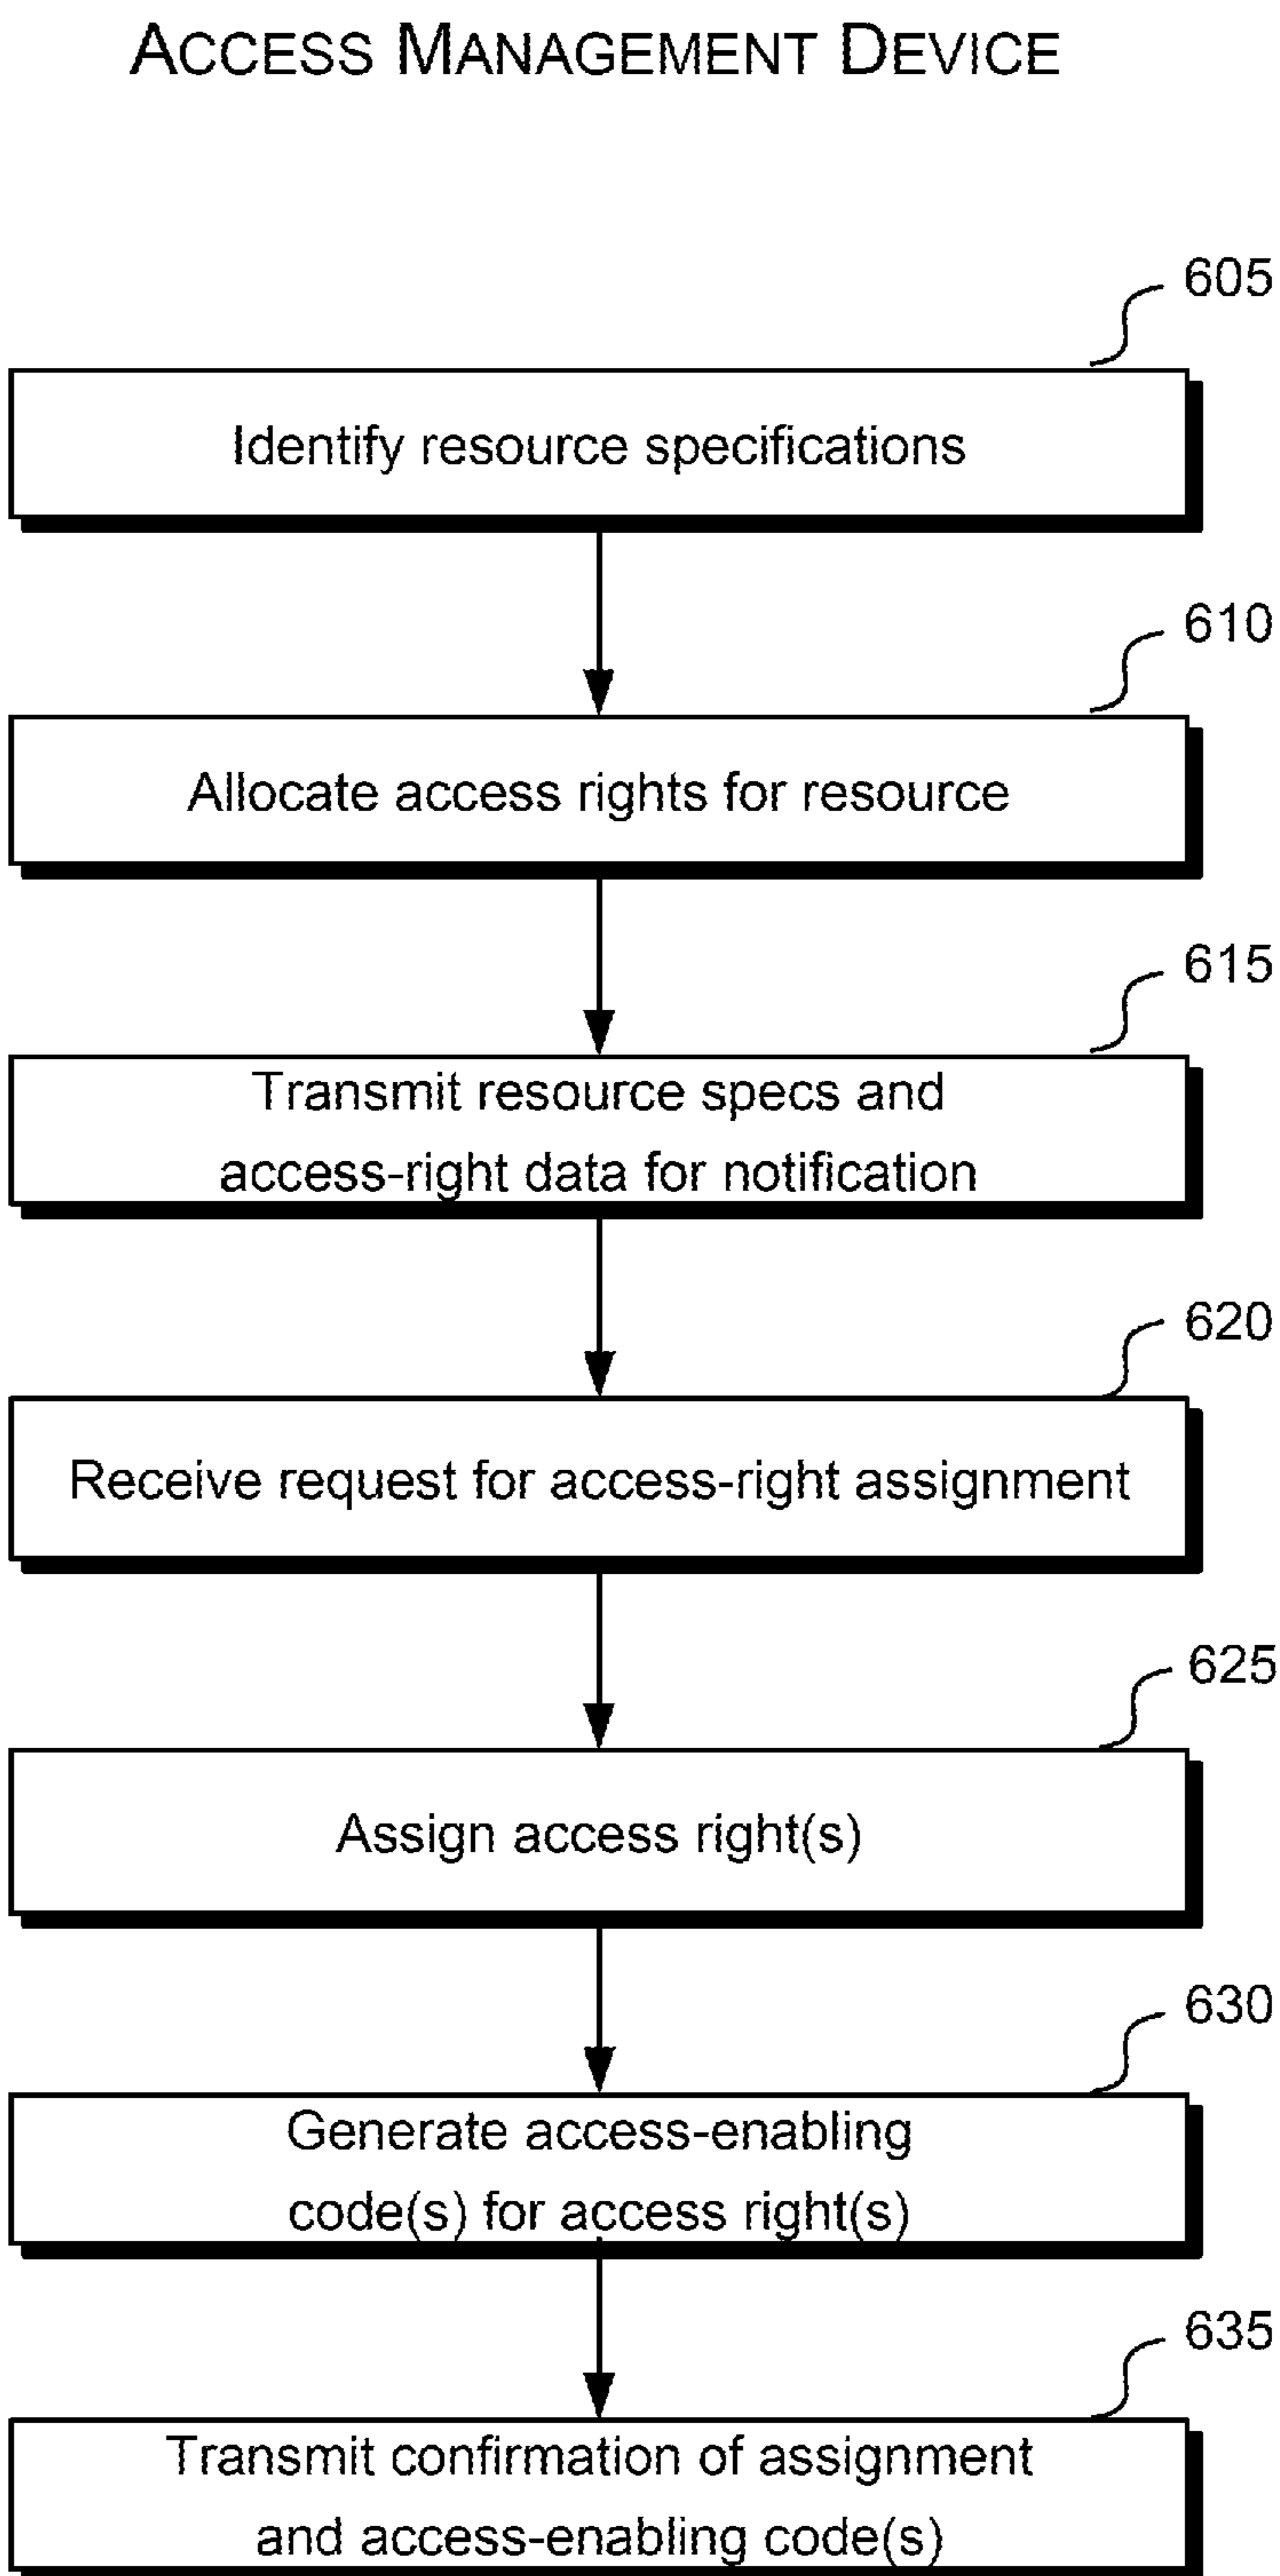 ACCESS MANAGEMENT DEVICE
605
Identify resource specifications
610
Allocate access rights for resource
615
Transmit resource specs and
access-right data for notification
620
Receive request for access-right assignment
625
Assign access right(s)
630
Generate access-enabling
code(s) for access right(s)
635
Transmit confirmation of assignment
and access-enabling code(s)